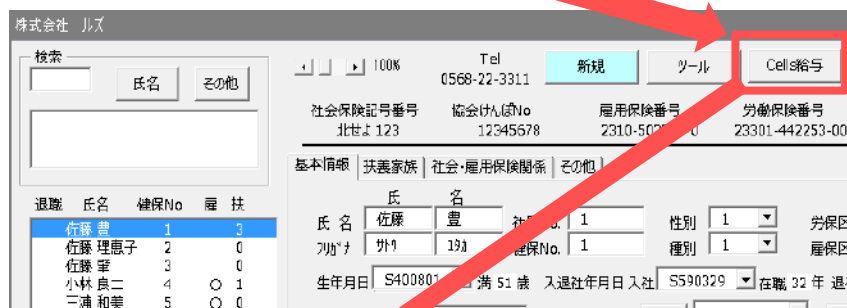 株式会社 ルズ
検索
氏名
その他
100%
Tel
0568-22-3311
新規
ツール
Cells給与
社会保険記号番号
北せよ 123
協会けんぽNo
12345678
雇用保険番号
労働保険番号
23301-442253-00
基本情報
扶養家族
社会・雇用保険関係
その他
退職 氏名 健保No 雇 扶
佐藤 豊 1 3
佐藤 理恵子 2 0
佐藤 肇 3 0
小林 良二 4 ○ 1
三浦 和美 5 ○ 0
氏 名
氏 名 佐藤 豊
1
性別 1
労保区
フリガナ サトウ ユタカ
健保No. 1
種別 1
雇保区
生年月日 S400801
満 51 歳
入退社年月日 入社 S590329 在職 32 年